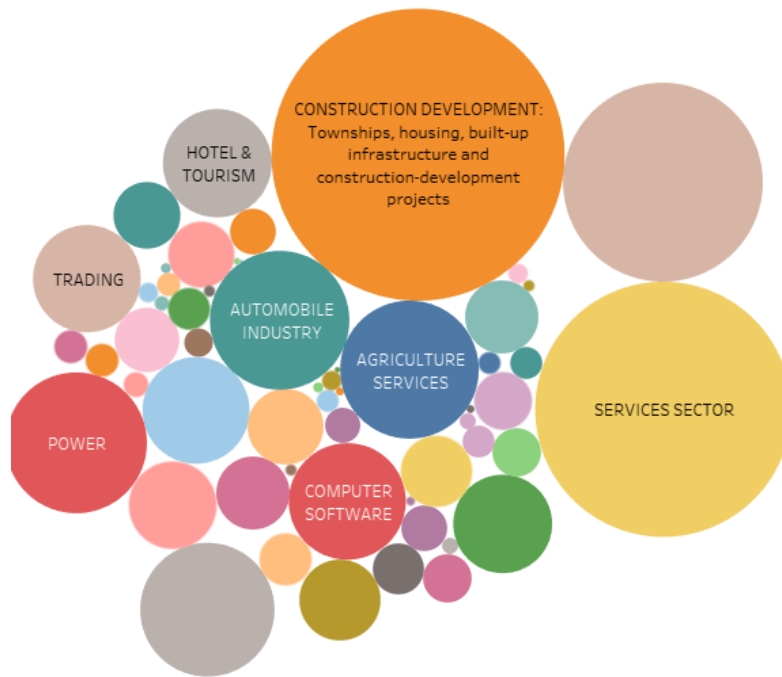 CONSTRUCTION DEVELOPMENT:
Townships, housing, built-up
infrastructure and
construction-development
projects
HOTEL &
TOURISM
TRADING
AUTOMOBILE
INDUSTRY
AGRICULTURE
SERVICES
SERVICES SECTOR
POWER
COMPUTER
SOFTWARE